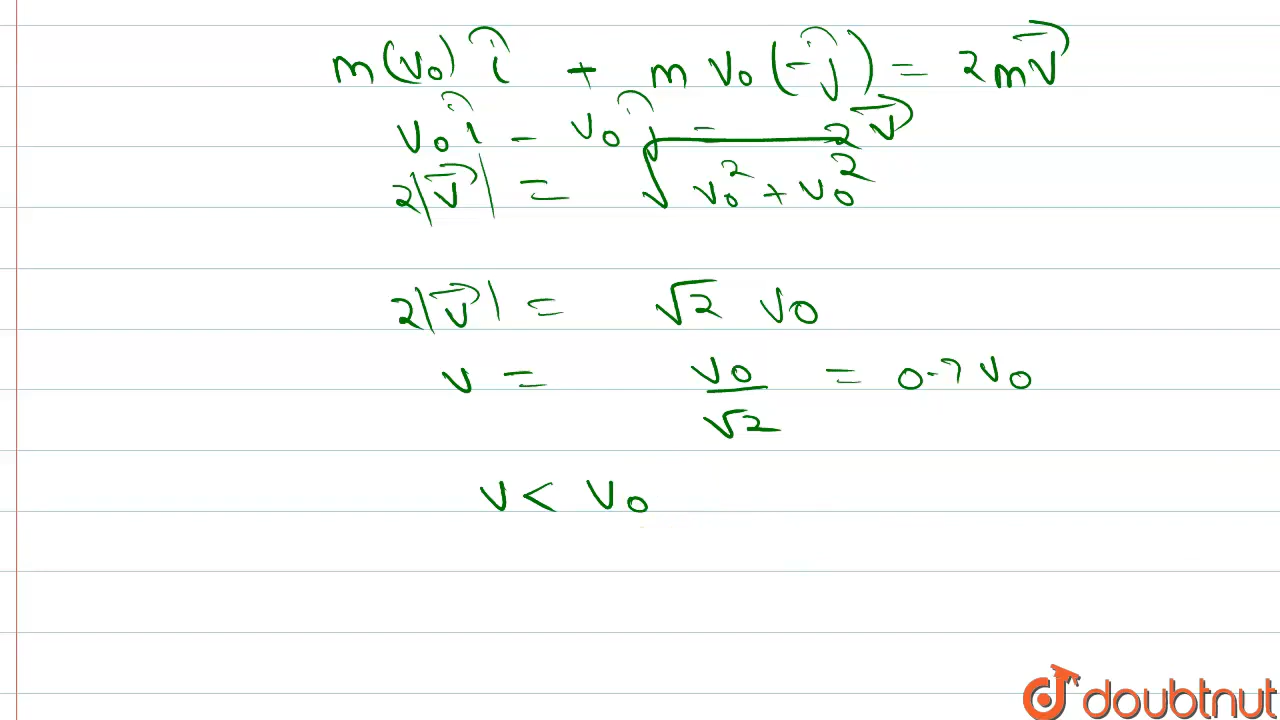 m(v₀) î + m v₀(-ĵ) = 2m v⃗
v₀ î - v₀ ĵ = 2 v⃗
2|v⃗| = √(v₀² + v₀²)
2|v⃗| = √2 v₀
v = v₀/√2 = 0.7 v₀
v < v₀
doubtnut